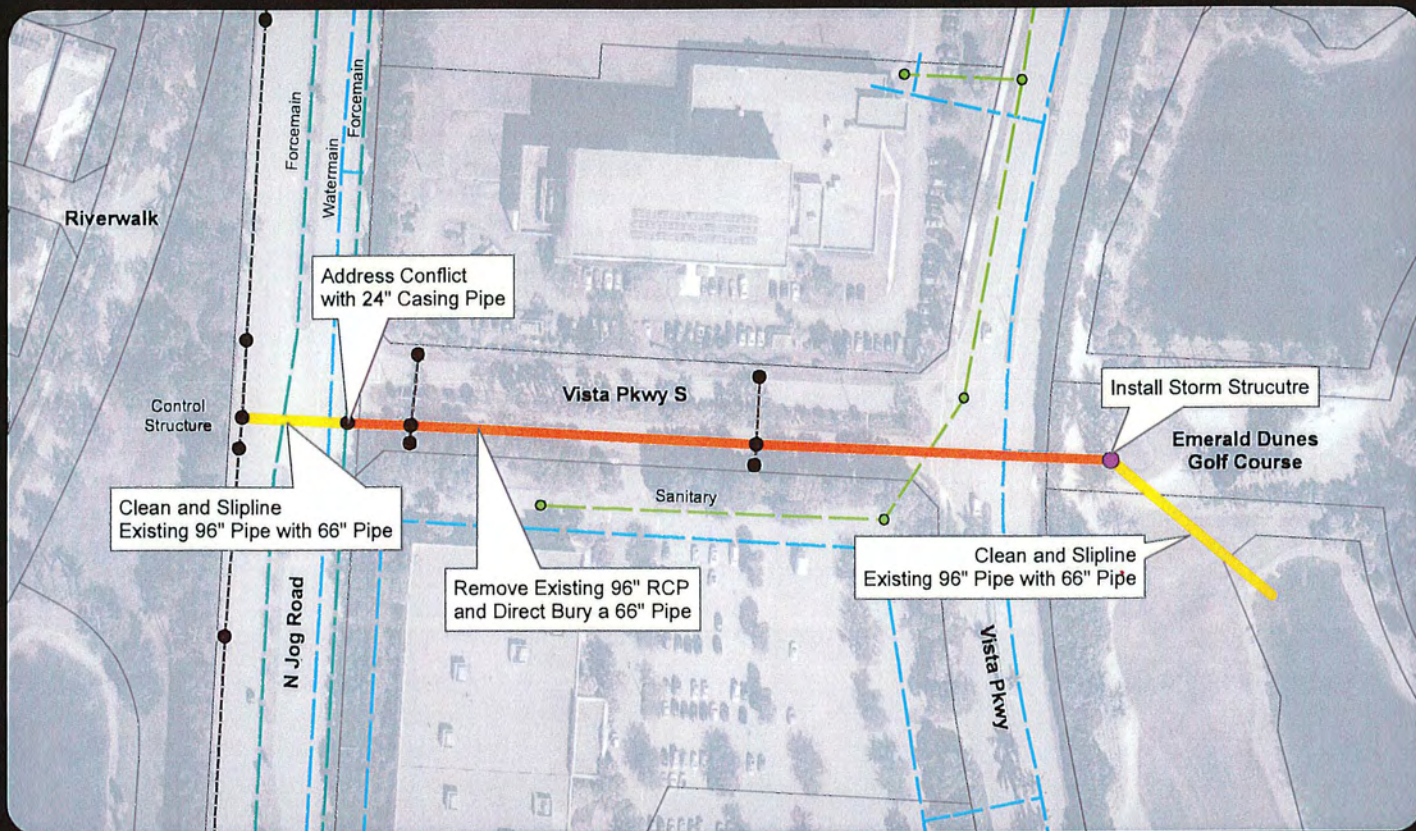 Forcemain
Watermain
Forcemain
Riverwalk
Address Conflict
with 24" Casing Pipe
Control
Structure
Vista Pkwy S
Install Storm Strucutre
Emerald Dunes
Golf Course
Clean and Slipline
Existing 96" Pipe with 66" Pipe
Sanitary
Remove Existing 96" RCP
and Direct Bury a 66" Pipe
Clean and Slipline
Existing 96" Pipe with 66" Pipe
N Jog Road
Vista Pkwy